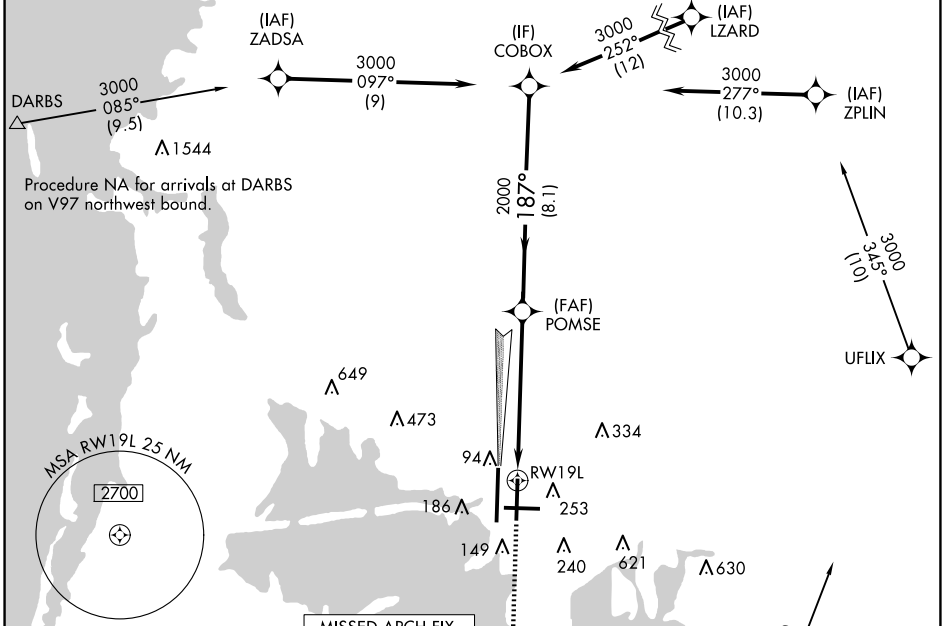 (IAF)
ZADSA
(IF)
COBOX
(IAF)
LZARD
3000
252°
(12)
3000
097°
(9)
3000
277°
(10.3)
(IAF)
ZPLIN
DARBS
3000
085°
(9.5)
1544
Procedure NA for arrivals at DARBS
on V97 northwest bound.
2000
187°
(8.1)
3000
345°
(10)
(FAF)
POMSE
UFLIX
649
473
334
94
RW19L
MSA RW19L 25 NM
2700
186
253
149
240
621
630
MISSED APCH FIX